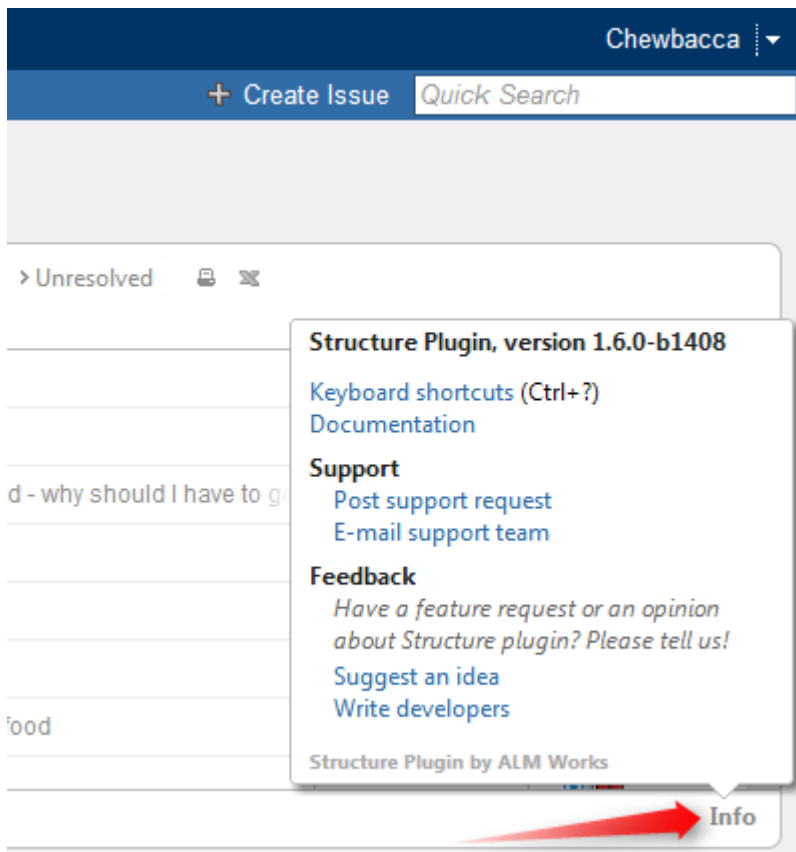 Chewbacca
Create Issue
Quick Search
Unresolved
Structure Plugin, version 1.6.0-b1408
Keyboard shortcuts (Ctrl+?)
Documentation
Support
Post support request
d - why should I have to
E-mail support team
Feedback
Have a feature request or an opinion
about Structure plugin? Please tell us!
Suggest an idea
Write developers
food
Structure Plugin by ALM Works
Info